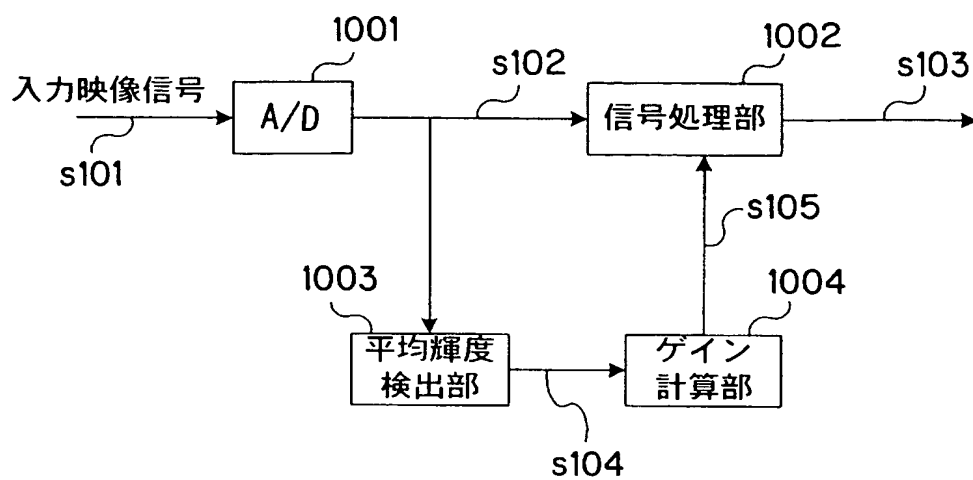 1001
1002
入力映像信号
s102
s103
A/D
信号処理部
s101
s105
1003
1004
平均輝度
検出部
ゲイン
計算部
s104